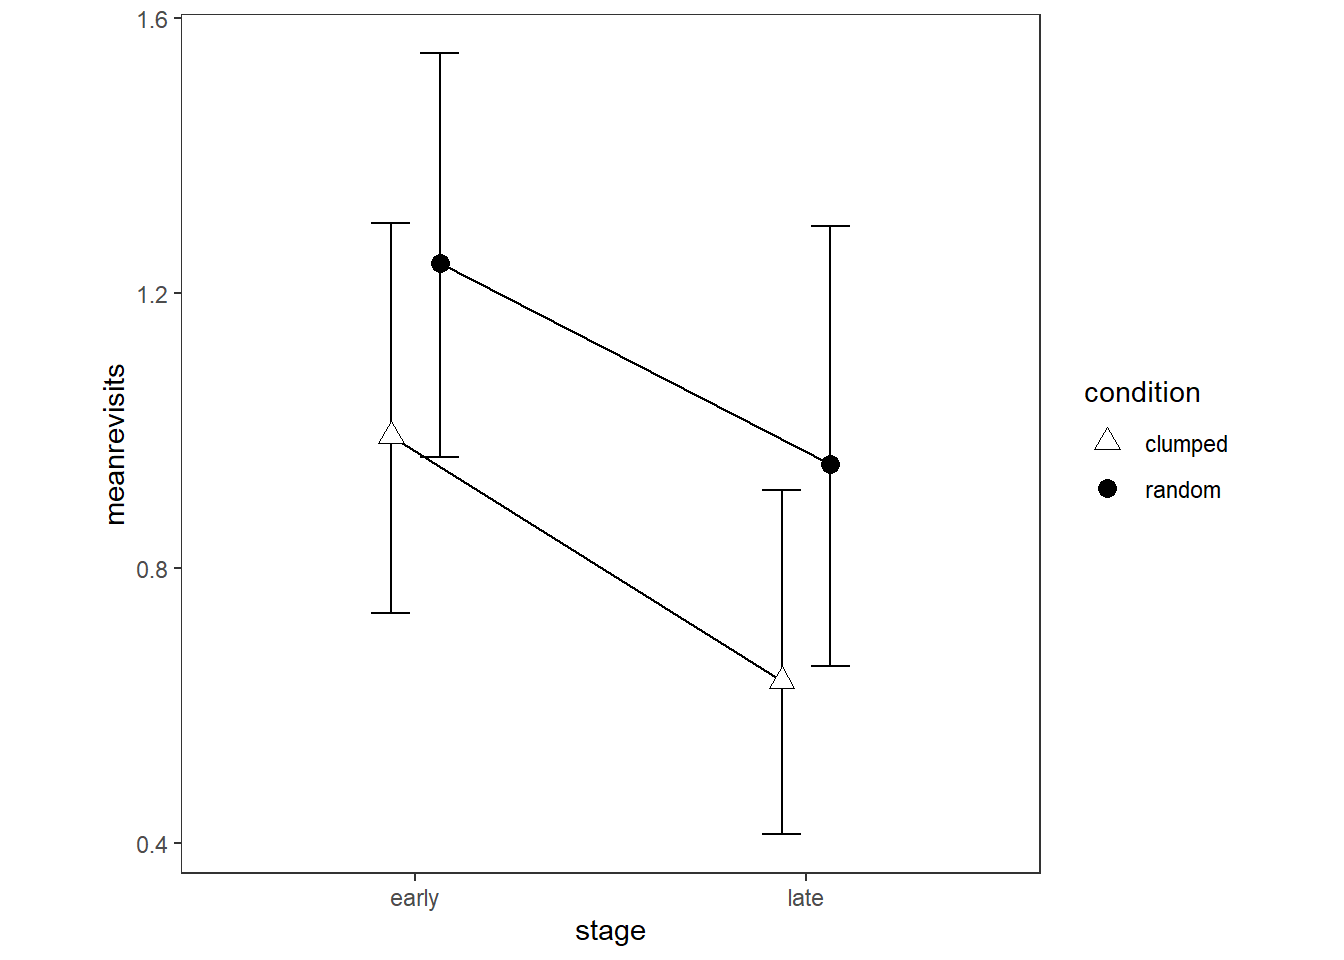 1.6
1.2
0.8
0.4
meanrevisits
early
late
stage
condition
clumped
random